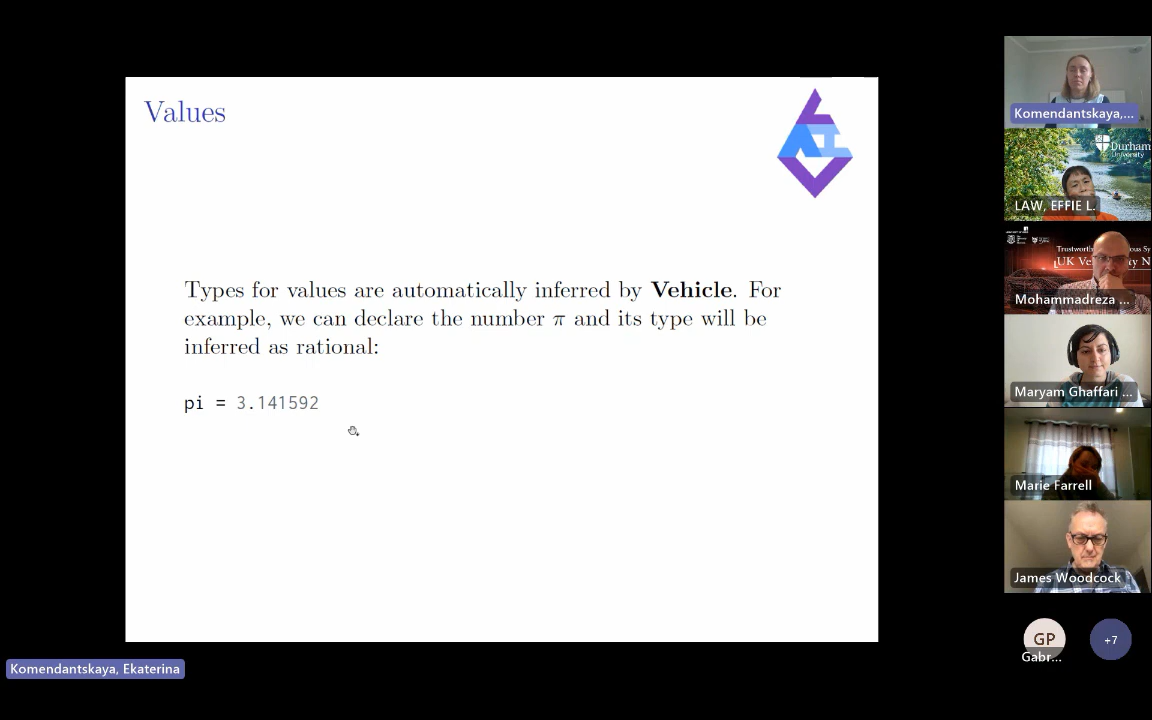 Values
Types for values are automatically inferred by Vehicle. For
example, we can declare the number π and its type will be
inferred as rational:
pi = 3.141592
Komendantskaya,...
Durham
University
LAW, EFFIE L.
Mohammadreza ...
Maryam Ghaffari ...
Marie Farrell
James Woodcock
GP
Gabr...
+7
Komendantskaya, Ekaterina